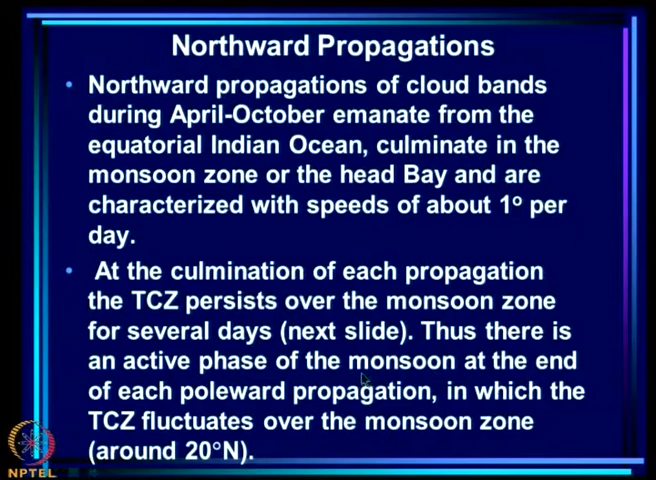 Northward Propagations
• Northward propagations of cloud bands
during April-October emanate from the
equatorial Indian Ocean, culminate in the
monsoon zone or the head Bay and are
characterized with speeds of about 1º per
day.
• At the culmination of each propagation
the TCZ persists over the monsoon zone
for several days (next slide). Thus there is
an active phase of the monsoon at the end
of each poleward propagation, in which the
TCZ fluctuates over the monsoon zone
(around 20°N).
NPTEL